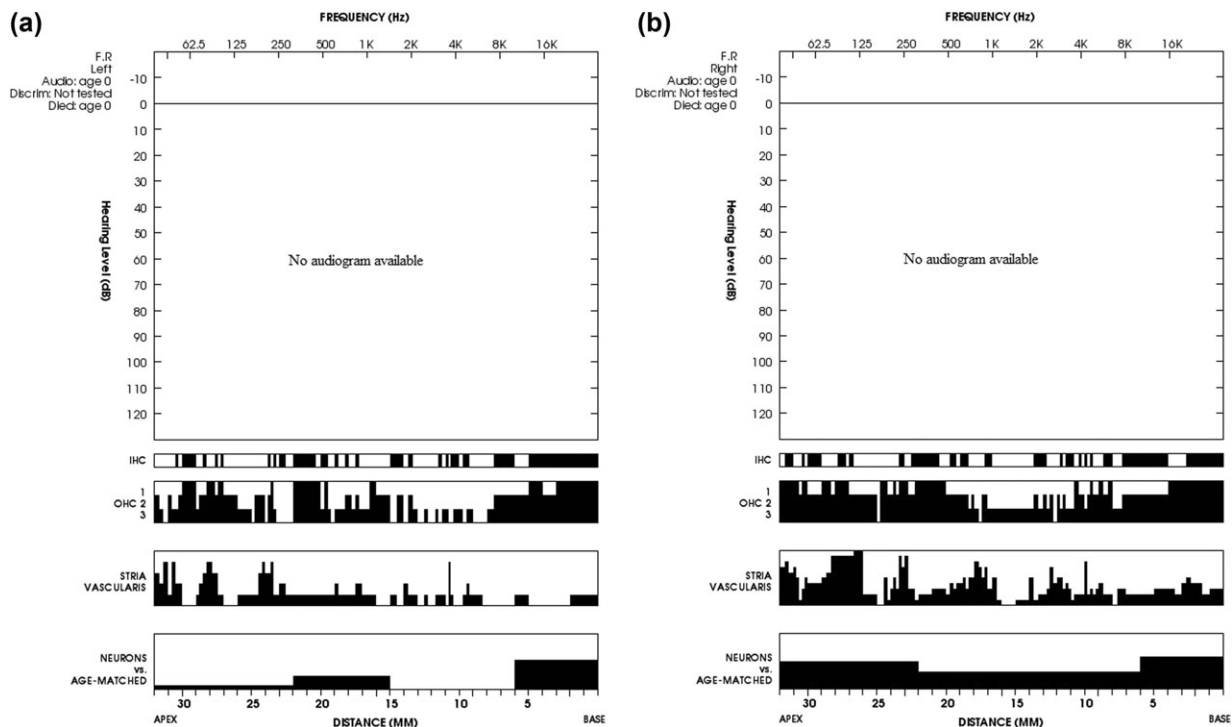 (a)
FREQUENCY (Hz)
62.5 125 250 500 1K 2K 4K 8K 16K
F.R
Left
Audio: age 0
Discrim: Not tested
Died: age 0
-10
0
10
20
30
40
50
60
70
80
90
100
110
120
Hearing Level (dB)
No audiogram available
IHC
1
OHC 2
3
STRIA
VASCULARIS
NEURONS
vs.
AGE-MATCHED
30 25 20 15 10 5
APEX DISTANCE (MM) BASE
(b)
FREQUENCY (Hz)
62.5 125 250 500 1K 2K 4K 8K 16K
F.R
Right
Audio: age 0
Discrim: Not tested
Died: age 0
-10
0
10
20
30
40
50
60
70
80
90
100
110
120
Hearing Level (dB)
No audiogram available
IHC
1
OHC 2
3
STRIA
VASCULARIS
NEURONS
vs.
AGE-MATCHED
30 25 20 15 10 5
APEX DISTANCE (MM) BASE